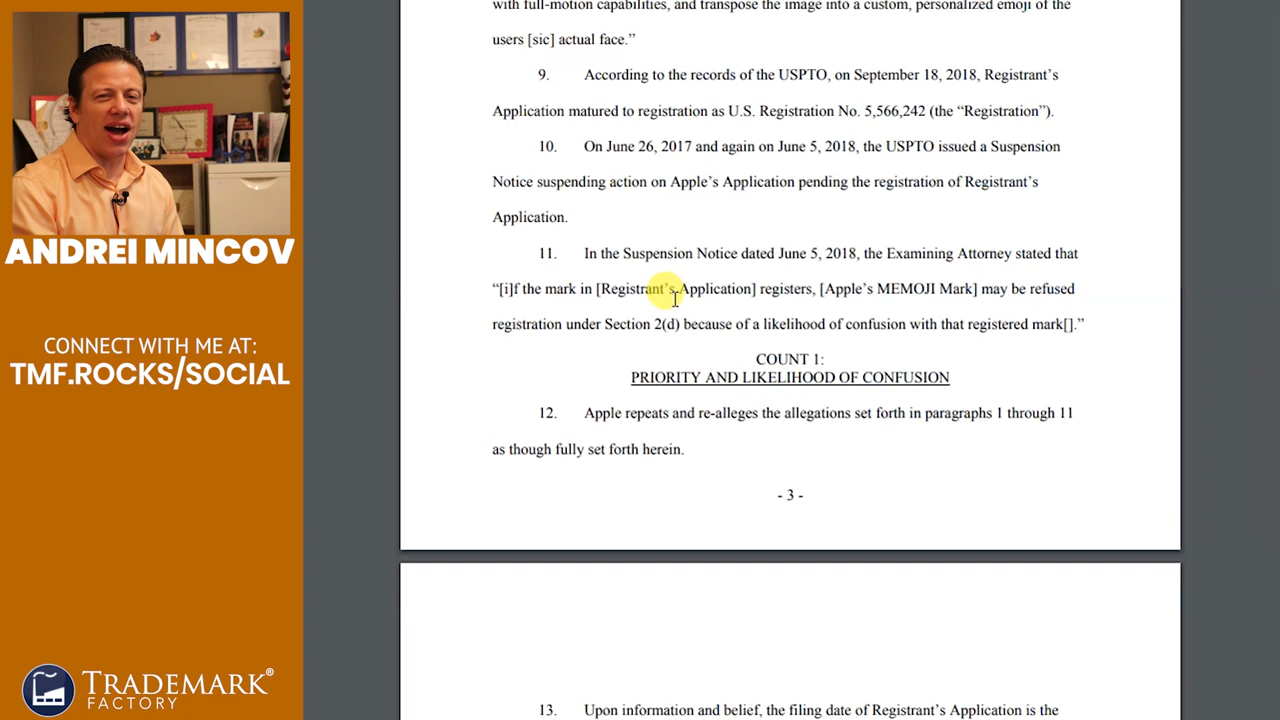 with full-motion capabilities, and transpose the image into a custom, personalized emoji of the
users [sic] actual face.”
9. According to the records of the USPTO, on September 18, 2018, Registrant’s
Application matured to registration as U.S. Registration No. 5,566,242 (the “Registration”).
10. On June 26, 2017 and again on June 5, 2018, the USPTO issued a Suspension
Notice suspending action on Apple’s Application pending the registration of Registrant’s
Application.
11. In the Suspension Notice dated June 5, 2018, the Examining Attorney stated that
“[i]f the mark in [Registrant’s Application] registers, [Apple’s MEMOJI Mark] may be refused
registration under Section 2(d) because of a likelihood of confusion with that registered mark[].”
COUNT 1:
PRIORITY AND LIKELIHOOD OF CONFUSION
12. Apple repeats and re-alleges the allegations set forth in paragraphs 1 through 11
as though fully set forth herein.
- 3 -
13. Upon information and belief, the filing date of Registrant’s Application is the
ANDREI MINCOV
CONNECT WITH ME AT:
TMF.ROCKS/SOCIAL
TRADEMARK®
FACTORY